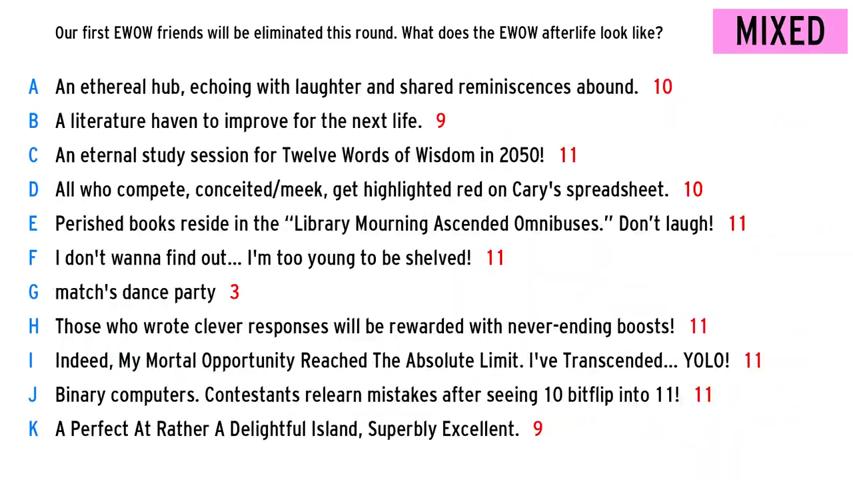 Our first EWOW friends will be eliminated this round. What does the EWOW afterlife look like?
MIXED
A An ethereal hub, echoing with laughter and shared reminiscences abound. 10
B A literature haven to improve for the next life. 9
C An eternal study session for Twelve Words of Wisdom in 2050! 11
D All who compete, conceited/meek, get highlighted red on Cary's spreadsheet. 10
E Perished books reside in the “Library Mourning Ascended Omnibuses.” Don’t laugh! 11
F I don't wanna find out... I'm too young to be shelved! 11
G match's dance party 3
H Those who wrote clever responses will be rewarded with never-ending boosts! 11
I Indeed, My Mortal Opportunity Reached The Absolute Limit. I've Transcended... YOLO! 11
J Binary computers. Contestants relearn mistakes after seeing 10 bitflip into 11! 11
K A Perfect At Rather A Delightful Island, Superbly Excellent. 9